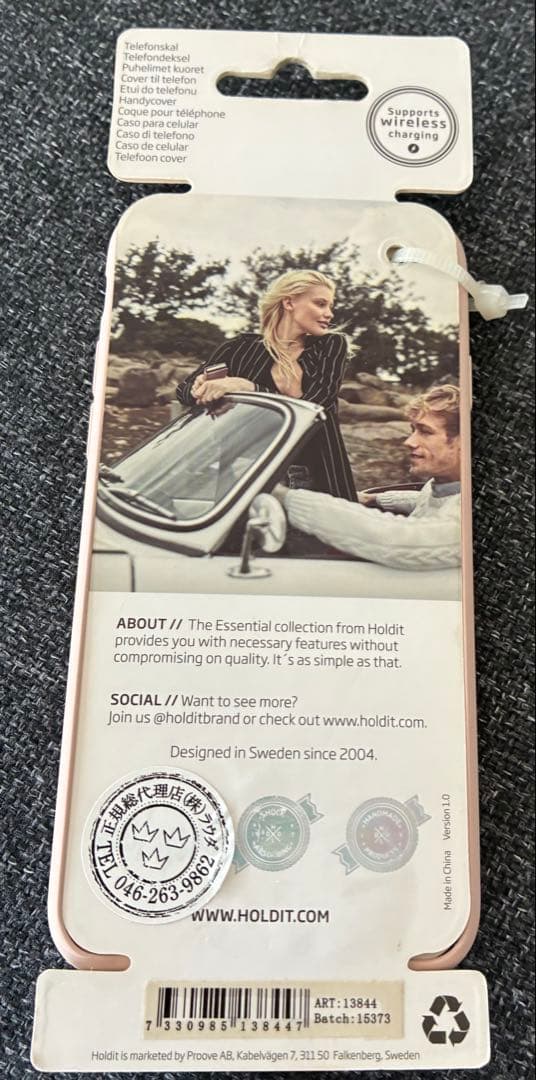 Telefonskal
Telefondeksel
Puhelimet kuoret
Cover til telefon
Etui do telefonu
Handycover
Coque pour téléphone
Caso para celular
Caso di telefono
Caso de celular
Telefoon cover
Supports
wireless
charging
ABOUT // The Essential collection from Holdit
provides you with necessary features without
compromising on quality. It´s as simple as that.
SOCIAL // Want to see more?
Join us @holditbrand or check out www.holdit.com.
Designed in Sweden since 2004.
正規総代理店(株)ラウダ
TEL 046-263-9862
SHOCK
HANDMADE
Made in China Version 1.0
WWW.HOLDIT.COM
7 330985 138447
ART:13844
Batch:15373
Holdit is marketed by Proove AB, Kabelvägen 7, 311 50 Falkenberg, Sweden